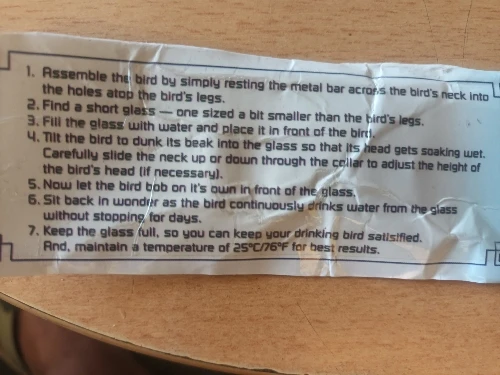 1. Assemble the bird by simply resting the metal bar across the bird's neck into
the holes atop the bird's legs.
2. Find a short glass — one sized a bit smaller than the bird's legs.
3. Fill the glass with water and place it in front of the bird.
4. Tilt the bird to dunk its beak into the glass so that its head gets soaking wet.
Carefully slide the neck up or down through the collar to adjust the height of
the bird's head (if necessary).
5. Now let the bird bob on it's own in front of the glass.
6. Sit back in wonder as the bird continuously drinks water from the glass
without stopping for days.
7. Keep the glass full, so you can keep your drinking bird satisified.
And, maintain a temperature of 25°C/76°F for best results.